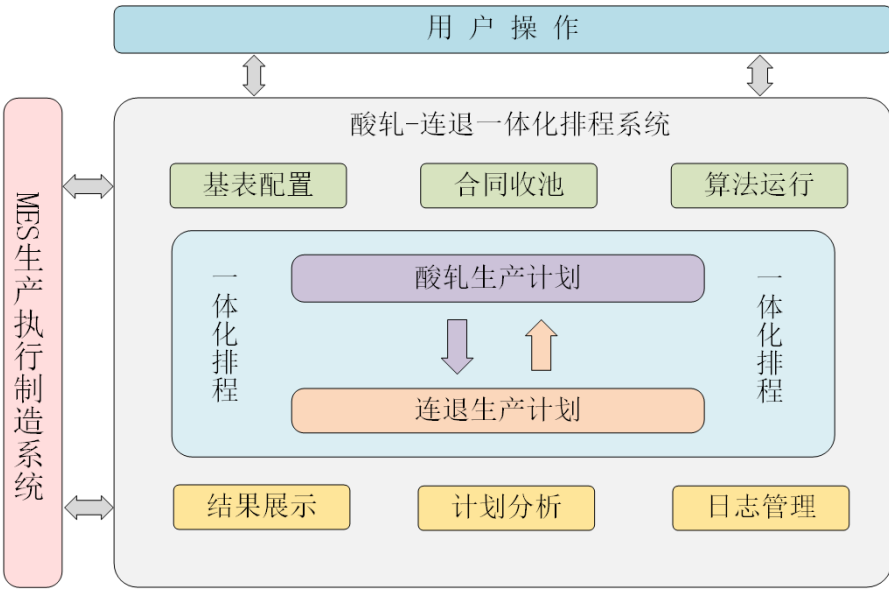 用户操作
MES生产执行制造系统
酸轧-连退一体化排程系统
基表配置
合同收池
算法运行
一体化排程
酸轧生产计划
连退生产计划
一体化排程
结果展示
计划分析
日志管理